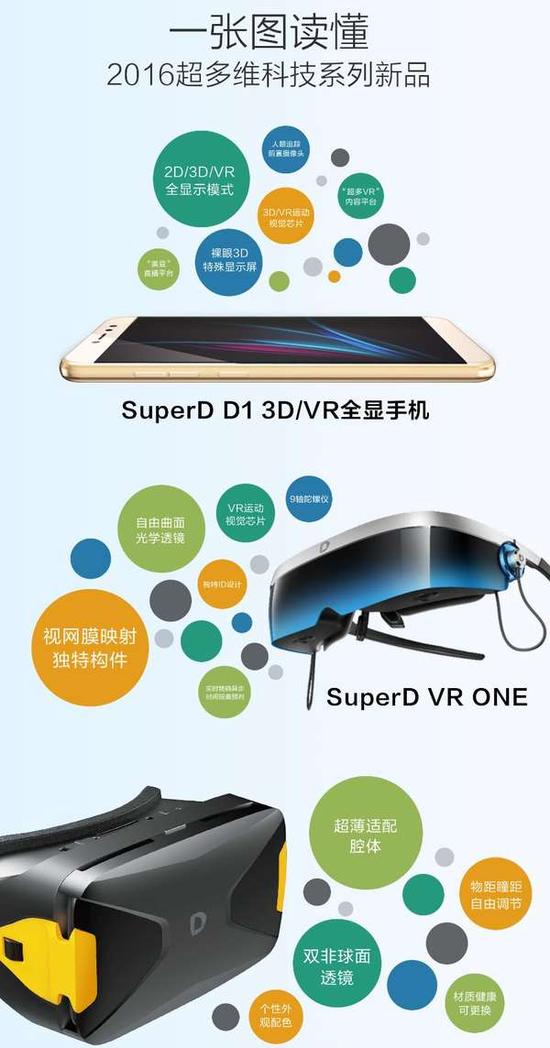 一张图读懂
2016超多维科技系列新品
2D/3D/VR
全显示模式
人眼追踪
前置摄像头
3D/VR运动
视觉芯片
"超多VR"
内容平台
裸眼3D
特殊显示屏
直播平台
SuperD D1 3D/VR全显手机
自由曲面
光学透镜
VR运动
视觉芯片
9轴陀螺仪
独特ID设计
视网膜映射
独特构件
D
SuperD VR ONE
超薄适配
腔体
物距瞳距
自由调节
D
双非球面
透镜
材质健康
可更换
个性外
观配色